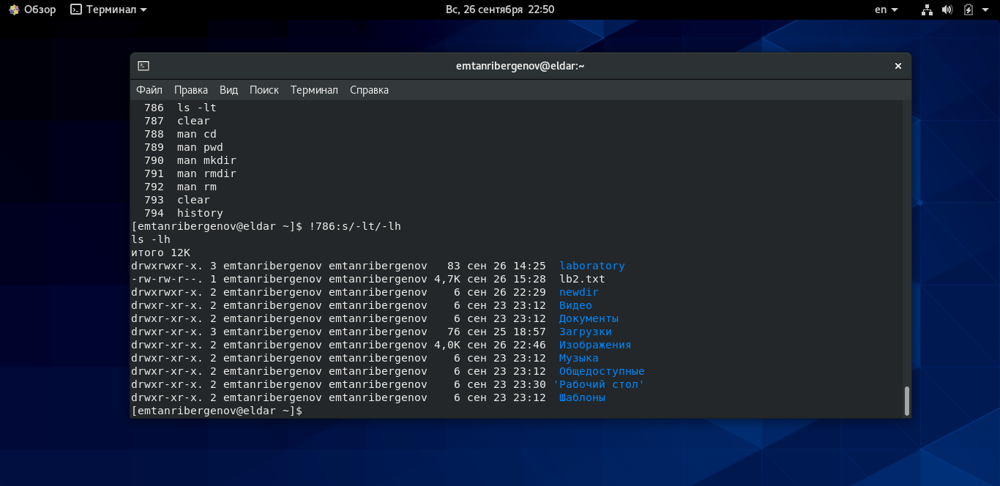 Обзор Терминал Вс, 26 сентября 22:50 en
emtanribergenov@eldar:~
Файл Правка Вид Поиск Терминал Справка
786 ls -lt
787 clear
788 man cd
789 man pwd
790 man mkdir
791 man rmdir
792 man rm
793 clear
794 history
[emtanribergenov@eldar ~]$ !786:s/-lt/-lh
ls -lh
итого 12K
drwxrwxr-x. 3 emtanribergenov emtanribergenov 83 сен 26 14:25 laboratory
-rw-rw-r--. 1 emtanribergenov emtanribergenov 4,7K сен 26 15:28 lb2.txt
drwxrwxr-x. 2 emtanribergenov emtanribergenov 6 сен 26 22:29 newdir
drwxr-xr-x. 2 emtanribergenov emtanribergenov 6 сен 23 23:12 Видео
drwxr-xr-x. 2 emtanribergenov emtanribergenov 6 сен 23 23:12 Документы
drwxr-xr-x. 3 emtanribergenov emtanribergenov 76 сен 25 18:57 Загрузки
drwxr-xr-x. 2 emtanribergenov emtanribergenov 4,0K сен 26 22:46 Изображения
drwxr-xr-x. 2 emtanribergenov emtanribergenov 6 сен 23 23:12 Музыка
drwxr-xr-x. 2 emtanribergenov emtanribergenov 6 сен 23 23:12 Общедоступные
drwxr-xr-x. 2 emtanribergenov emtanribergenov 6 сен 23 23:30 'Рабочий стол'
drwxr-xr-x. 2 emtanribergenov emtanribergenov 6 сен 23 23:12 Шаблоны
[emtanribergenov@eldar ~]$